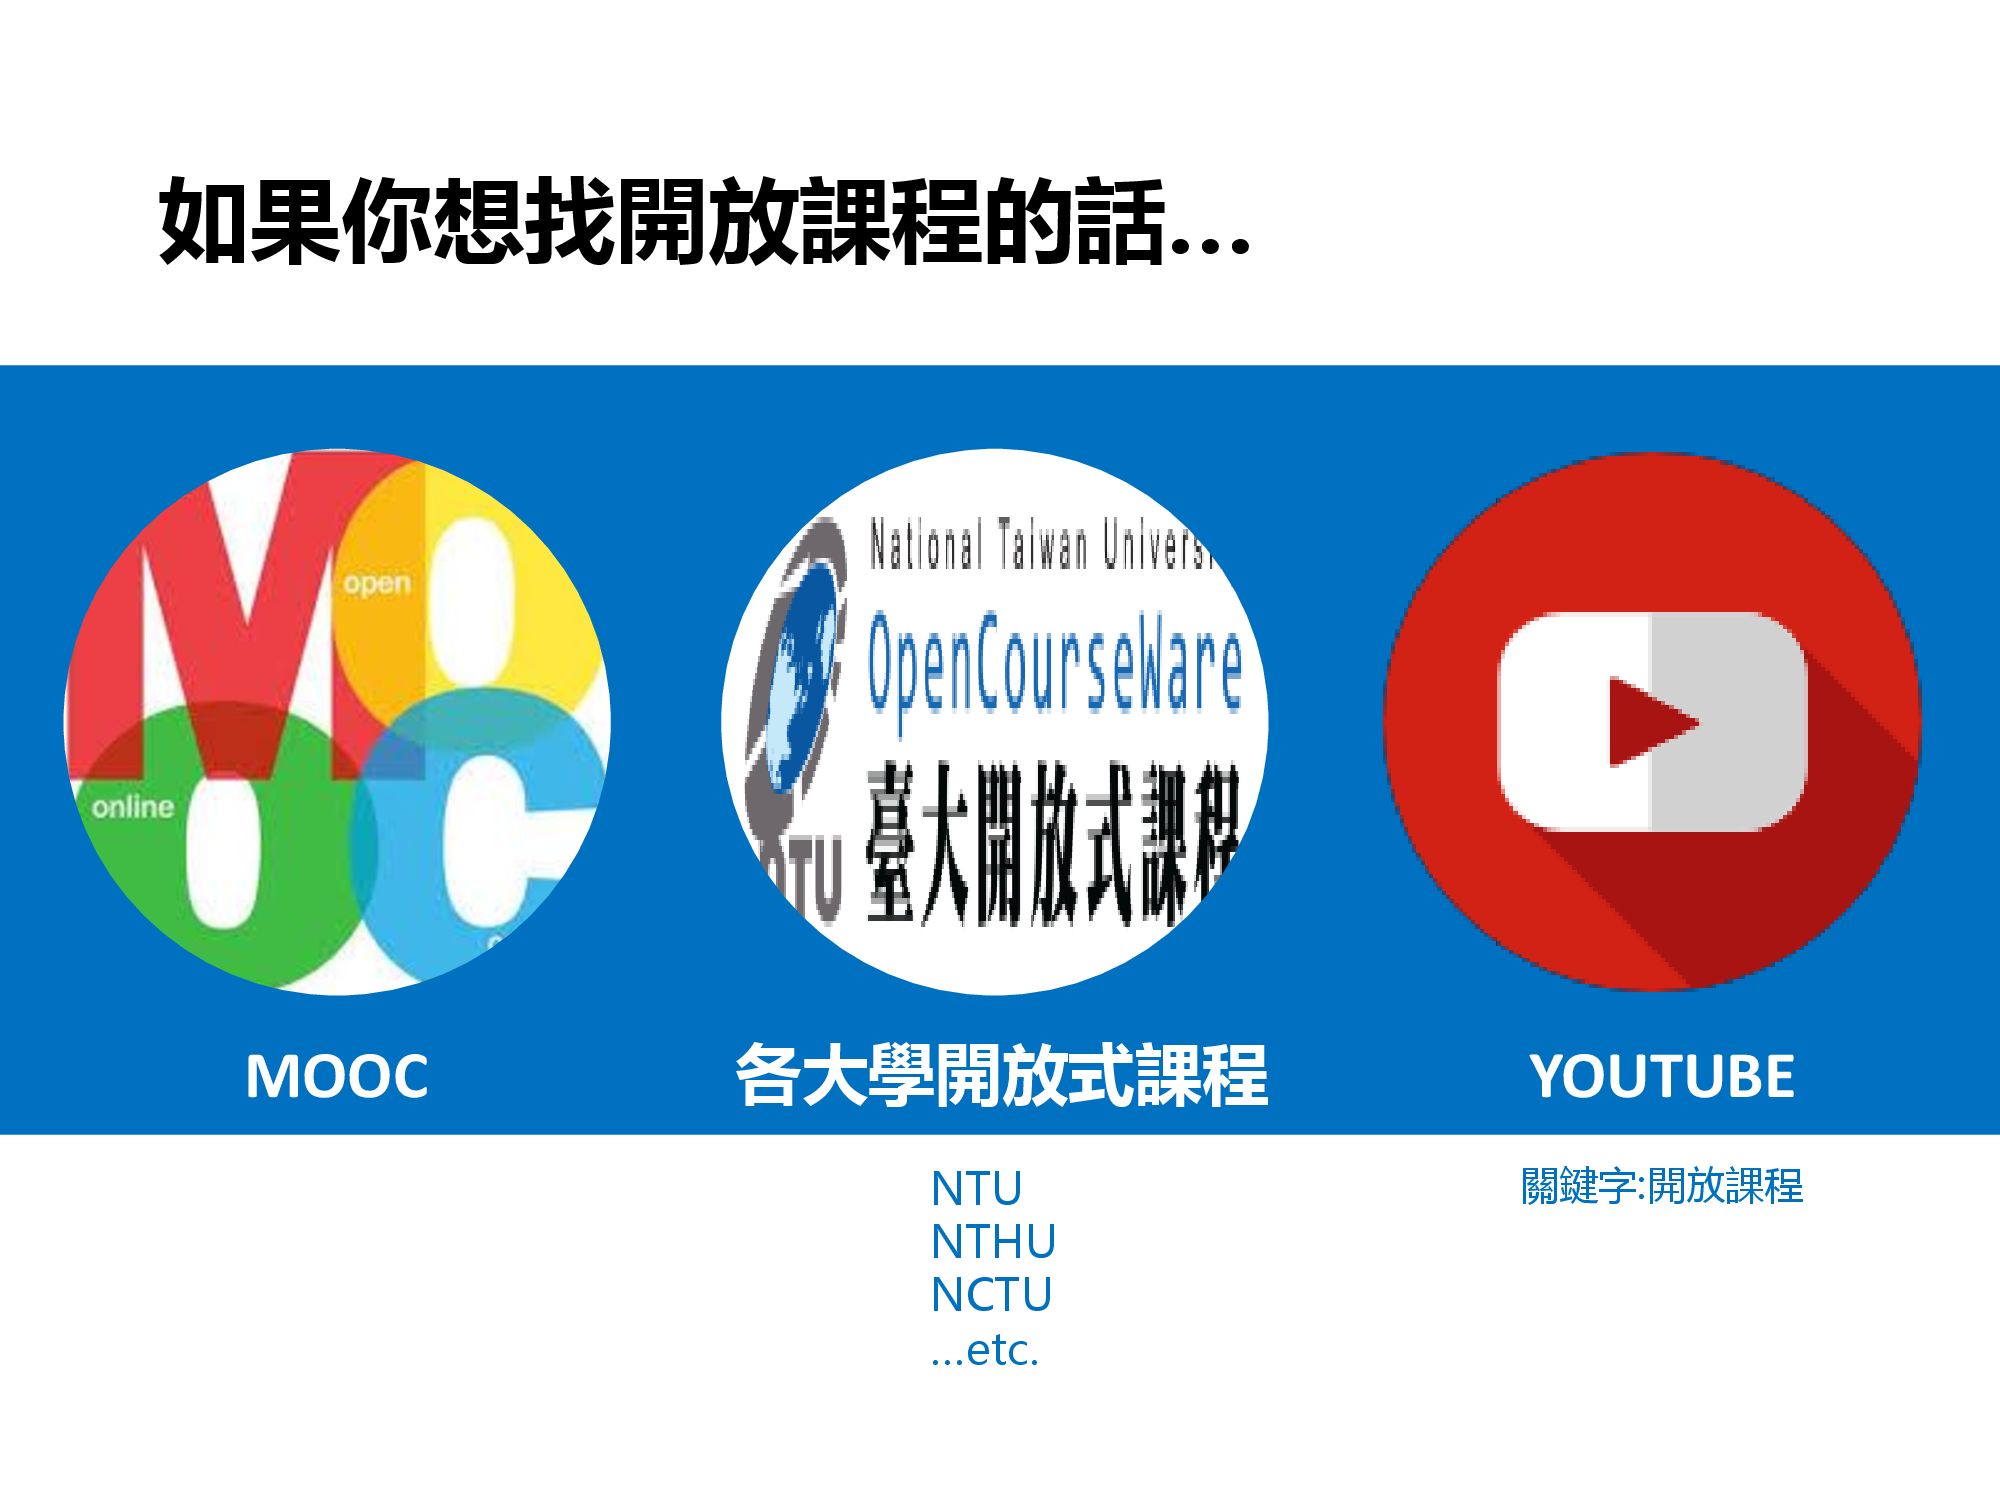 如果你想找開放課程的話…
MOOC
open
online
National Taiwan
OpenCourseWare
臺大開放式課程
NTU
MOOC
各大學開放式課程
YOUTUBE
NTU
NTHU
NCTU
...etc.
關鍵字:開放課程